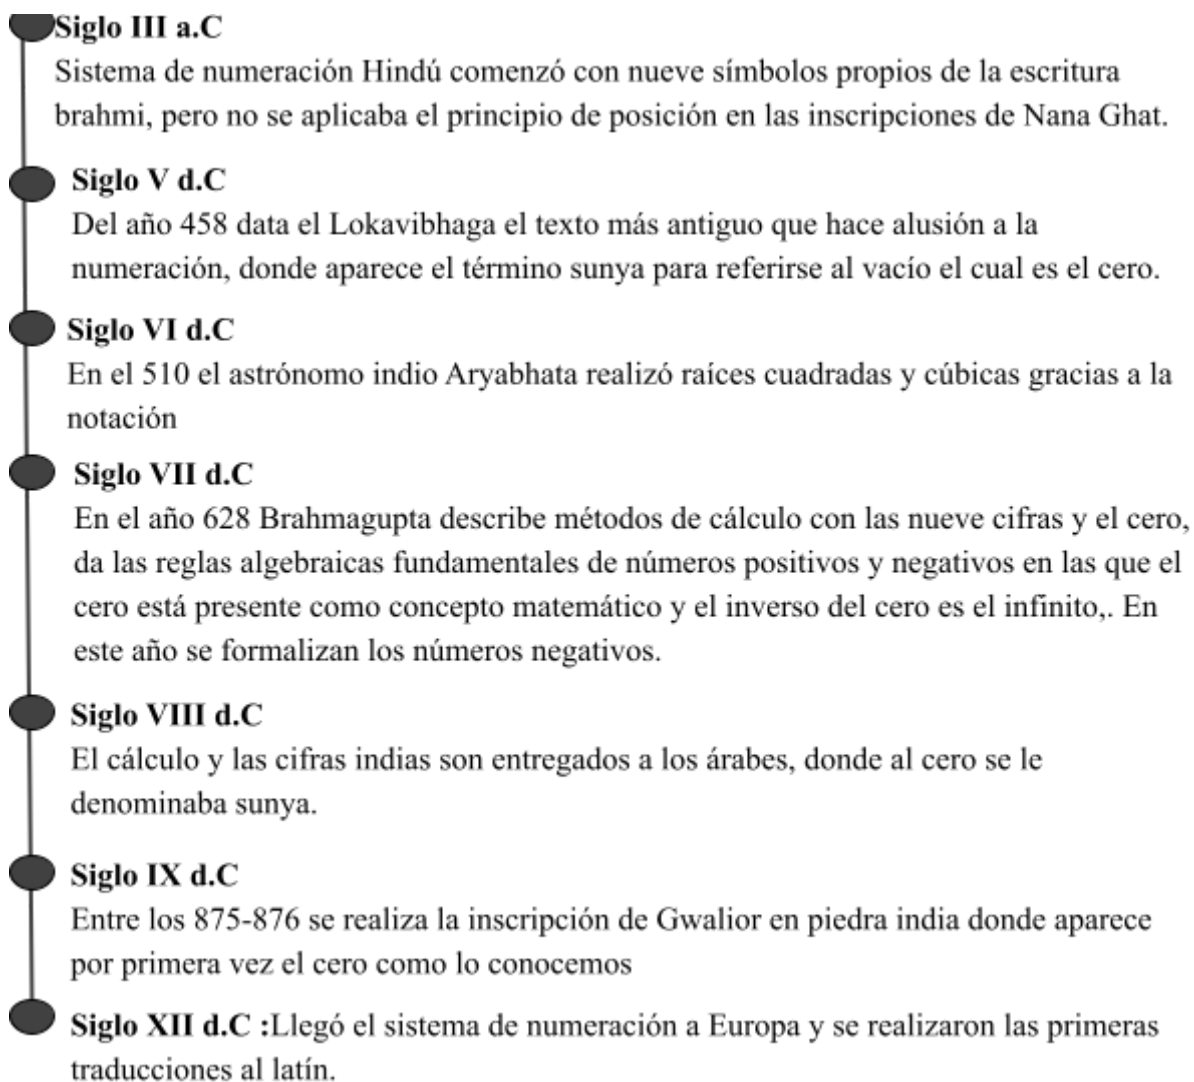 Siglo III a.C
Sistema de numeración Hindú comenzó con nueve símbolos propios de la escritura
brahmi, pero no se aplicaba el principio de posición en las inscripciones de Nana Ghat.
Siglo V d.C
Del año 458 data el Lokavibhaga el texto más antiguo que hace alusión a la
numeración, donde aparece el término sunya para referirse al vacío el cual es el cero.
Siglo VI d.C
En el 510 el astrónomo indio Aryabhata realizó raíces cuadradas y cúbicas gracias a la
notación
Siglo VII d.C
En el año 628 Brahmagupta describe métodos de cálculo con las nueve cifras y el cero,
da las reglas algebraicas fundamentales de números positivos y negativos en las que el
cero está presente como concepto matemático y el inverso del cero es el infinito,. En
este año se formalizan los números negativos.
Siglo VIII d.C
El cálculo y las cifras indias son entregados a los árabes, donde al cero se le
denominaba sunya.
Siglo IX d.C
Entre los 875-876 se realiza la inscripción de Gwalior en piedra india donde aparece
por primera vez el cero como lo conocemos
Siglo XII d.C :Llegó el sistema de numeración a Europa y se realizaron las primeras
traducciones al latín.